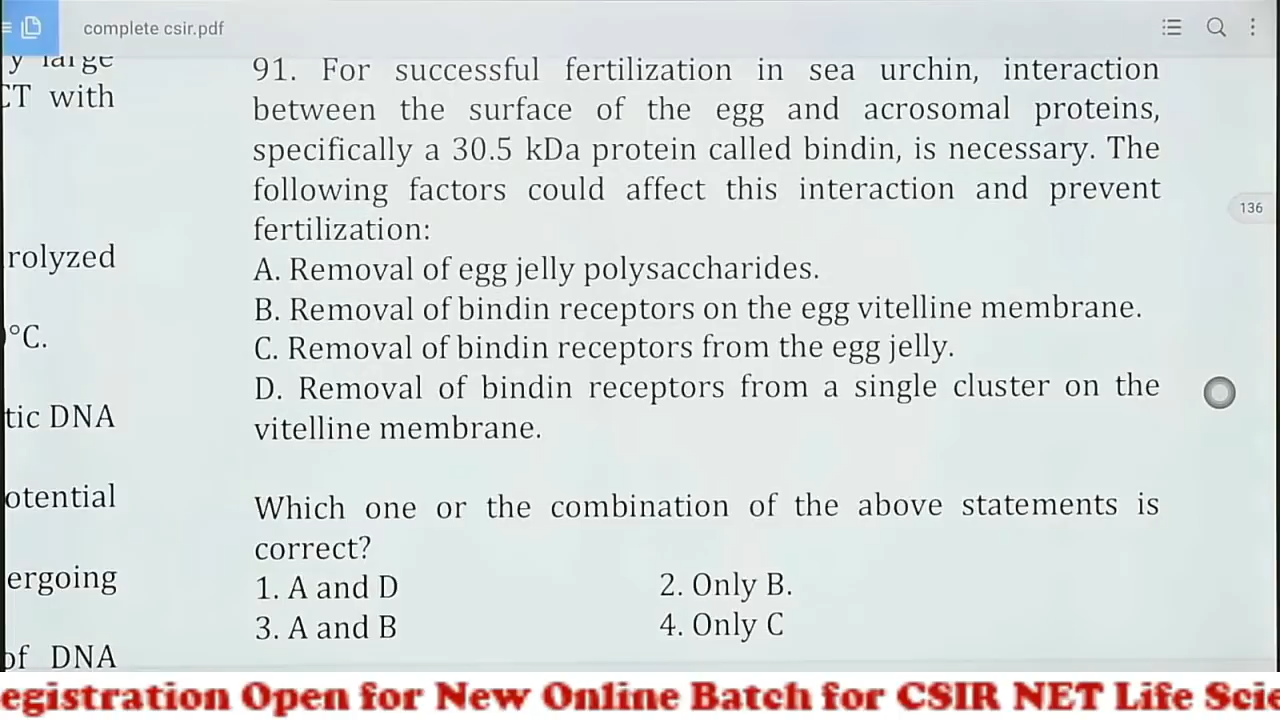 complete csir.pdf
y large
CT with
rolyzed
0°C.
tic DNA
otential
ergoing
of DNA
91. For successful fertilization in sea urchin, interaction
between the surface of the egg and acrosomal proteins,
specifically a 30.5 kDa protein called bindin, is necessary. The
following factors could affect this interaction and prevent
fertilization:
A. Removal of egg jelly polysaccharides.
B. Removal of bindin receptors on the egg vitelline membrane.
C. Removal of bindin receptors from the egg jelly.
D. Removal of bindin receptors from a single cluster on the
vitelline membrane.
Which one or the combination of the above statements is
correct?
1. A and D 2. Only B.
3. A and B 4. Only C
136
egistration Open for New Online Batch for CSIR NET Life Scie